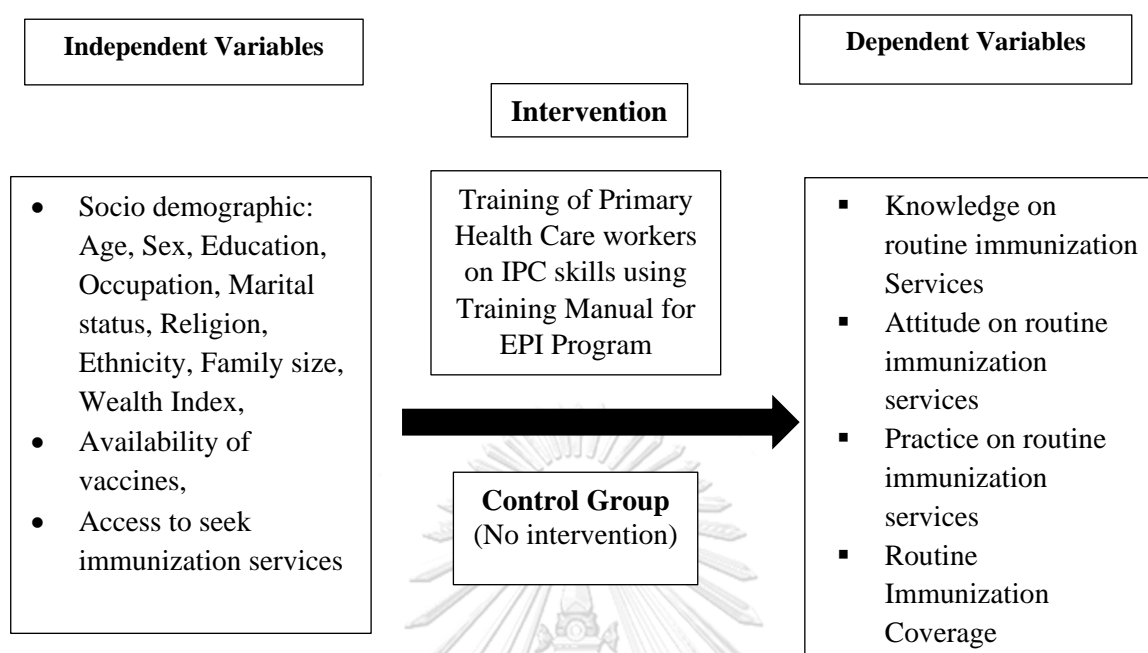 Independent Variables
Dependent Variables
Intervention
• Socio demographic:
Age, Sex, Education,
Occupation, Marital
status, Religion,
Ethnicity, Family size,
Wealth Index,
• Availability of
vaccines,
• Access to seek
immunization services
Training of Primary
Health Care workers
on IPC skills using
Training Manual for
EPI Program
Control Group
(No intervention)
▪ Knowledge on
routine immunization
Services
▪ Attitude on routine
immunization
services
▪ Practice on routine
immunization
services
▪ Routine
Immunization
Coverage